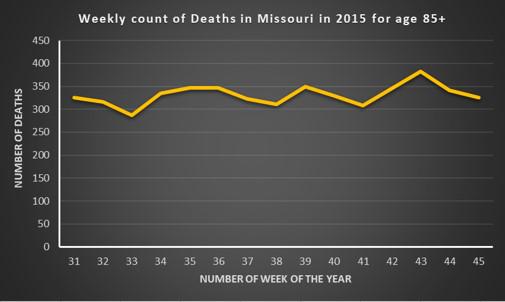 Weekly count of Deaths in Missouri in 2015 for age 85+
450
400
350
300
250
200
150
100
50
0
NUMBER OF DEATHS
31 32 33 34 35 36 37 38 39 40 41 42 43 44 45
NUMBER OF WEEK OF THE YEAR